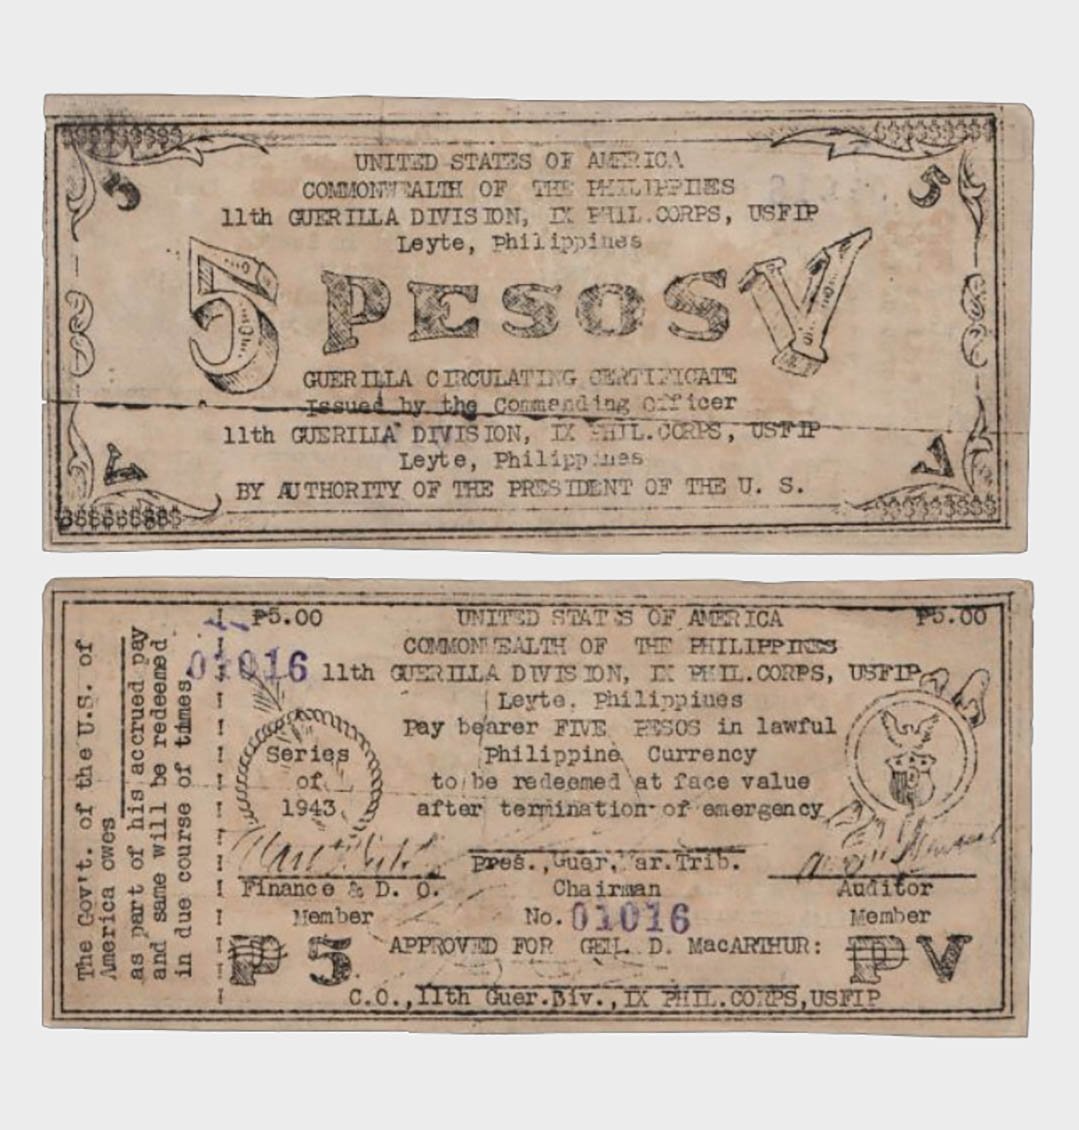 $$$$$$$$$ $$$$$$$$$
5 5
UNITED STATES OF AMERICA
COMMONWEALTH OF THE PHILIPPINES
11th GUERILLA DIVISION, IX PHIL.CORPS, USFIP
Leyte, Philippines
5 PESOS V
GUERILLA CIRCULATING CERTIFICATE
Issued by the Commanding Officer
11th GUERILLA DIVISION, IX PHIL.CORPS, USFIP
Leyte, Philippines
V V
BY AUTHORITY OF THE PRESIDENT OF THE U. S.
$$$$$$$$$ $$$$$$$$$
The Gov't. of the U.S. of
America owes
as part of his accrued pay
and same will be redeemed
in due course of times
₱5.00 UNITED STATES OF AMERICA ₱5.00
COMMONWEALTH OF THE PHILIPPINES
01016 11th GUERILLA DIVISION, IX PHIL.CORPS, USFIP
Leyte, Philippines
Pay bearer FIVE PESOS in lawful
Series Philippine Currency
of to be redeemed at face value
1943 after termination of emergency
Pres., Guer.War.Trib.
Finance & D. O. Chairman Auditor
Member No. 01016 Member
₱ 5 APPROVED FOR GEN. D. MacARTHUR: ₱ V
C.O., 11th Guer.Div., IX PHIL.CORPS,USFIP